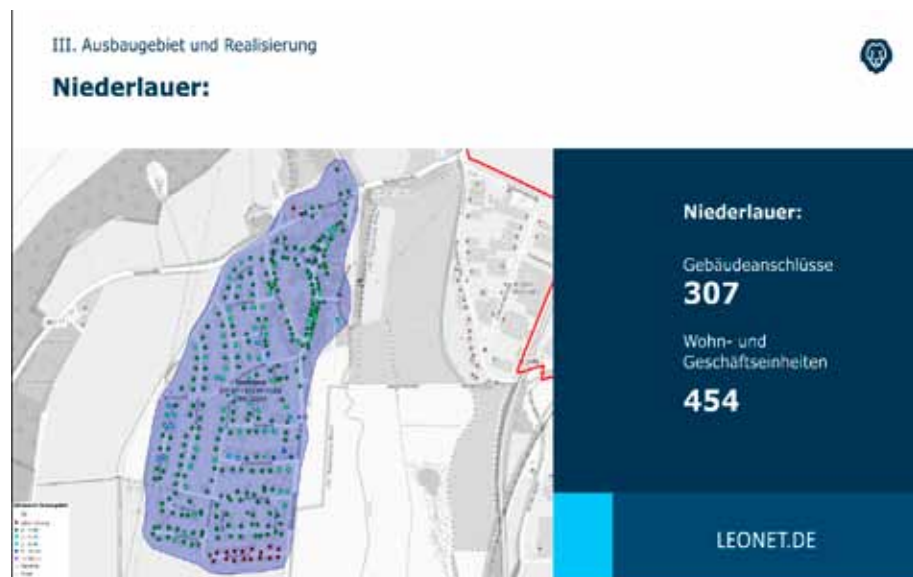 III. Ausbaugebiet und Realisierung
Niederlauer:
Niederlauer:
Gebäudeanschlüsse
307
Wohn- und
Geschäftseinheiten
454
LEONET.DE